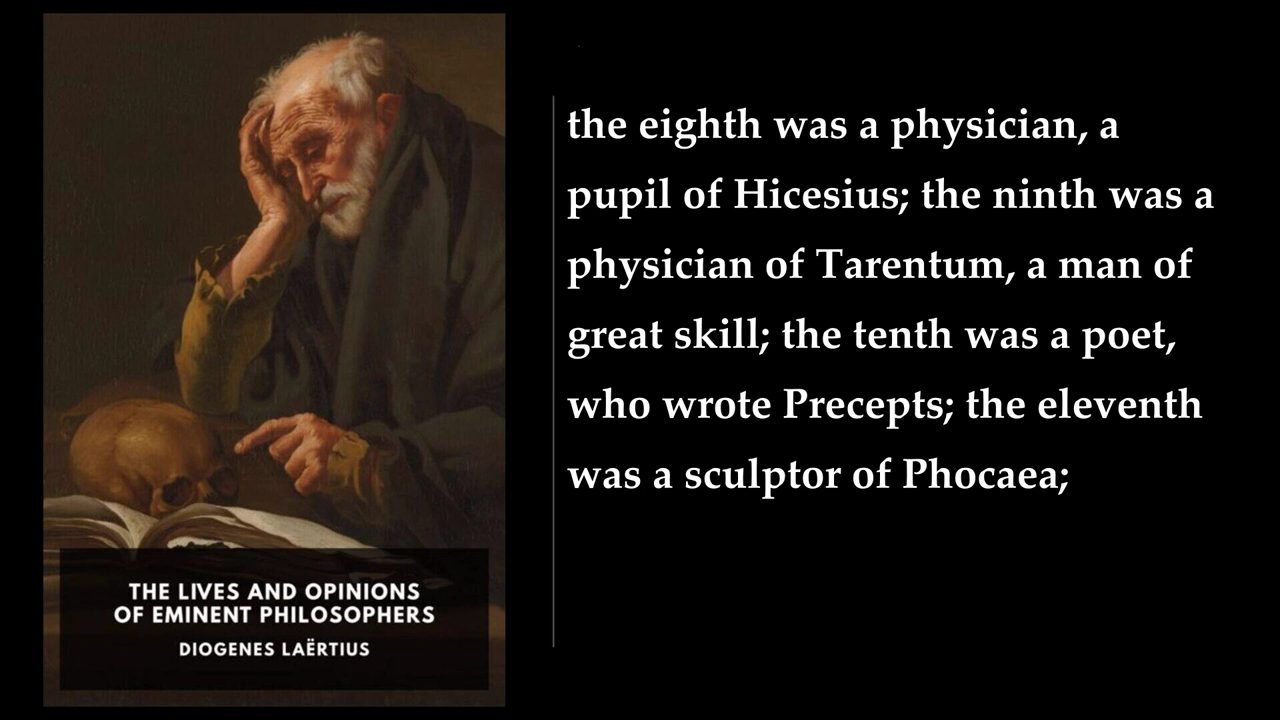 the eighth was a physician, a
pupil of Hicesius; the ninth was a
physician of Tarentum, a man of
great skill; the tenth was a poet,
who wrote Precepts; the eleventh
was a sculptor of Phocaea;
THE LIVES AND OPINIONS
OF EMINENT PHILOSOPHERS
DIOGENES LAËRTIUS